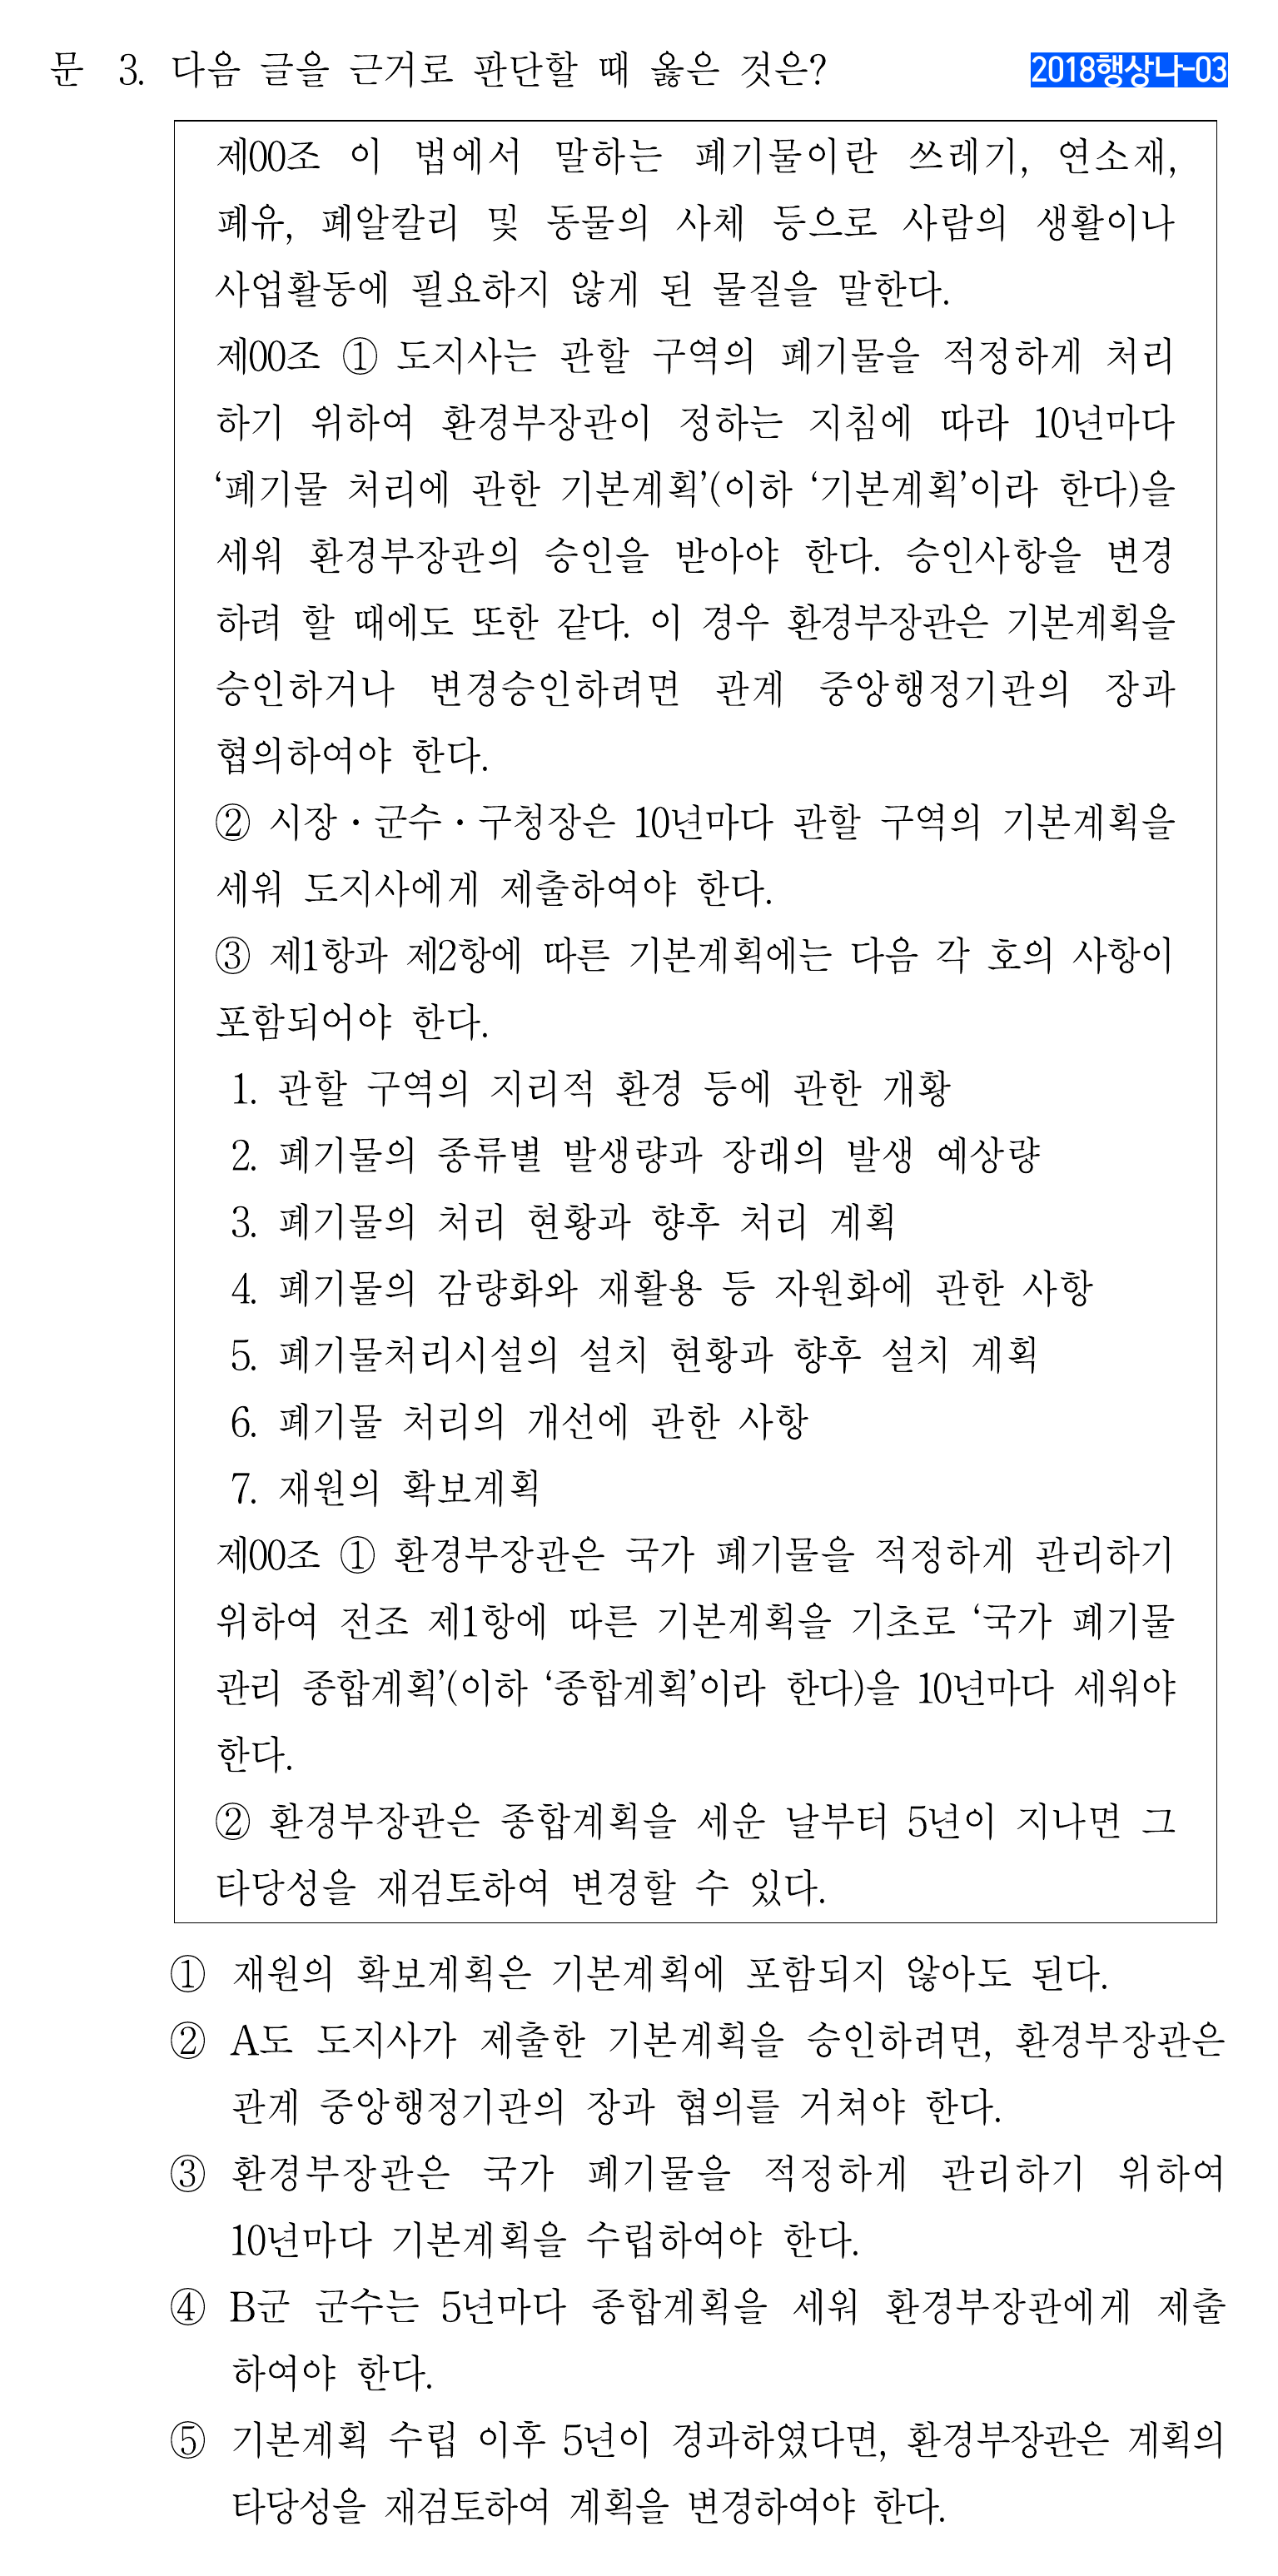 문 3. 다음 글을 근거로 판단할 때 옳은 것은?
2018행상나-03
제00조 이 법에서 말하는 폐기물이란 쓰레기, 연소재,
폐유, 폐알칼리 및 동물의 사체 등으로 사람의 생활이나
사업활동에 필요하지 않게 된 물질을 말한다.
제00조 ① 도지사는 관할 구역의 폐기물을 적정하게 처리
하기 위하여 환경부장관이 정하는 지침에 따라 10년마다
‘폐기물 처리에 관한 기본계획’(이하 ‘기본계획’이라 한다)을
세워 환경부장관의 승인을 받아야 한다. 승인사항을 변경
하려 할 때에도 또한 같다. 이 경우 환경부장관은 기본계획을
승인하거나 변경승인하려면 관계 중앙행정기관의 장과
협의하여야 한다.
② 시장·군수·구청장은 10년마다 관할 구역의 기본계획을
세워 도지사에게 제출하여야 한다.
③ 제1항과 제2항에 따른 기본계획에는 다음 각 호의 사항이
포함되어야 한다.
1. 관할 구역의 지리적 환경 등에 관한 개황
2. 폐기물의 종류별 발생량과 장래의 발생 예상량
3. 폐기물의 처리 현황과 향후 처리 계획
4. 폐기물의 감량화와 재활용 등 자원화에 관한 사항
5. 폐기물처리시설의 설치 현황과 향후 설치 계획
6. 폐기물 처리의 개선에 관한 사항
7. 재원의 확보계획
제00조 ① 환경부장관은 국가 폐기물을 적정하게 관리하기
위하여 전조 제1항에 따른 기본계획을 기초로 ‘국가 폐기물
관리 종합계획’(이하 ‘종합계획’이라 한다)을 10년마다 세워야
한다.
② 환경부장관은 종합계획을 세운 날부터 5년이 지나면 그
타당성을 재검토하여 변경할 수 있다.
① 재원의 확보계획은 기본계획에 포함되지 않아도 된다.
② A도 도지사가 제출한 기본계획을 승인하려면, 환경부장관은
관계 중앙행정기관의 장과 협의를 거쳐야 한다.
③ 환경부장관은 국가 폐기물을 적정하게 관리하기 위하여
10년마다 기본계획을 수립하여야 한다.
④ B군 군수는 5년마다 종합계획을 세워 환경부장관에게 제출
하여야 한다.
⑤ 기본계획 수립 이후 5년이 경과하였다면, 환경부장관은 계획의
타당성을 재검토하여 계획을 변경하여야 한다.